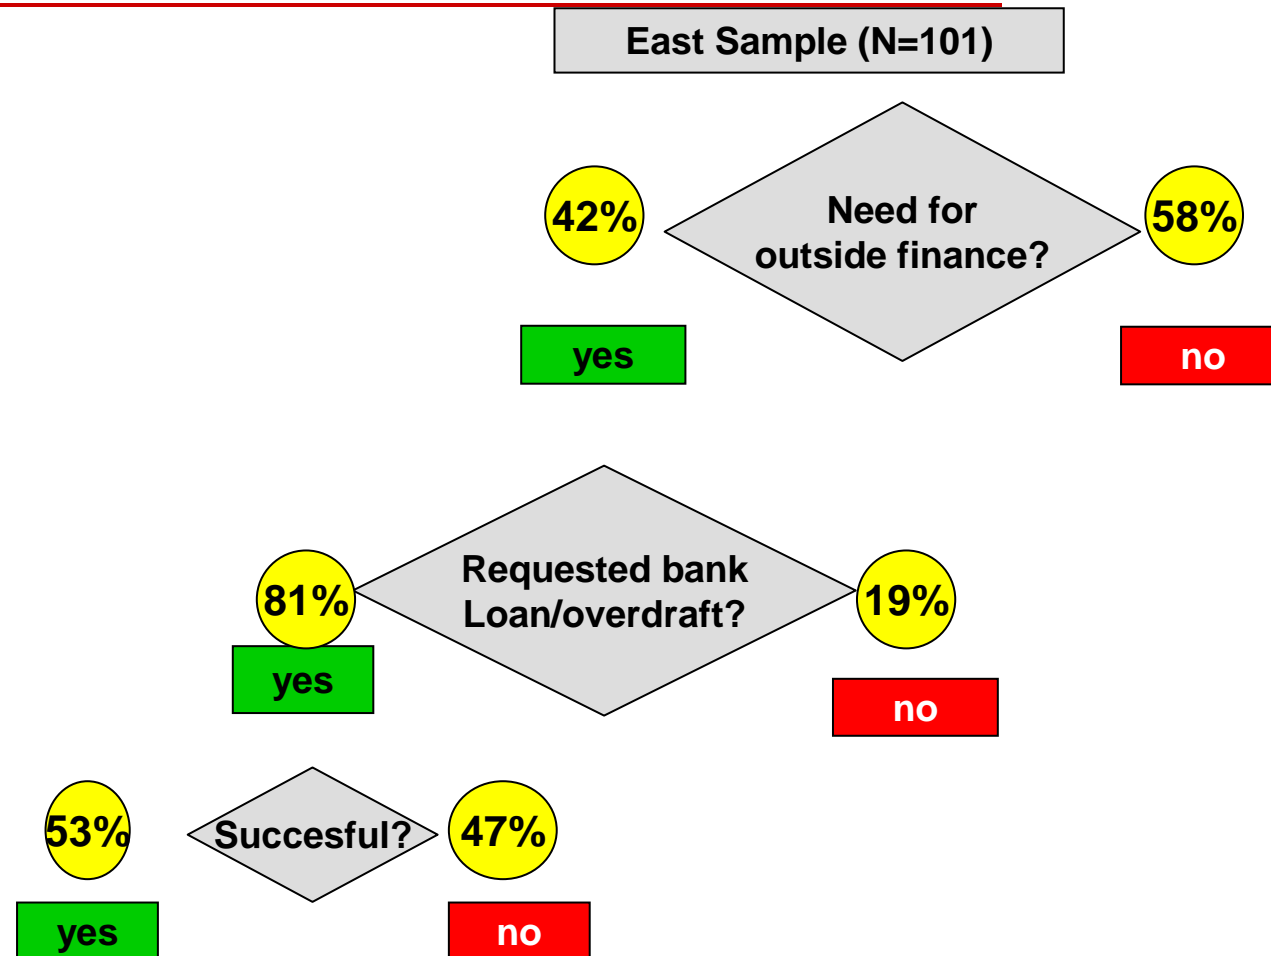 East Sample (N=101)
42%
Need for
outside finance?
58%
yes
no
81%
Requested bank
Loan/overdraft?
19%
yes
no
53%
Succesful?
47%
yes
no